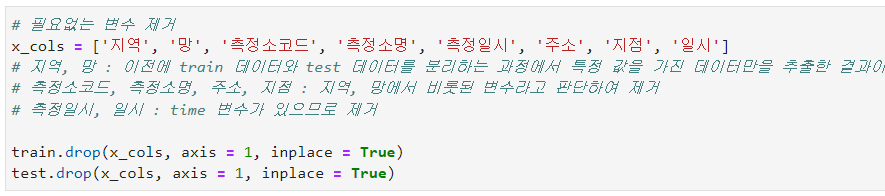 # 필요없는 변수 제거
x_cols = ['지역', '망', '측정소코드', '측정소명', '측정일시', '주소', '지점', '일시']
# 지역, 망 : 이전에 train 데이터와 test 데이터를 분리하는 과정에서 특정 값을 가진 데이터만을 추출한 결과이
# 측정소코드, 측정소명, 주소, 지점 : 지역, 망에서 비롯된 변수라고 판단하여 제거
# 측정일시, 일시 : time 변수가 있으므로 제거
train.drop(x_cols, axis = 1, inplace = True)
test.drop(x_cols, axis = 1, inplace = True)